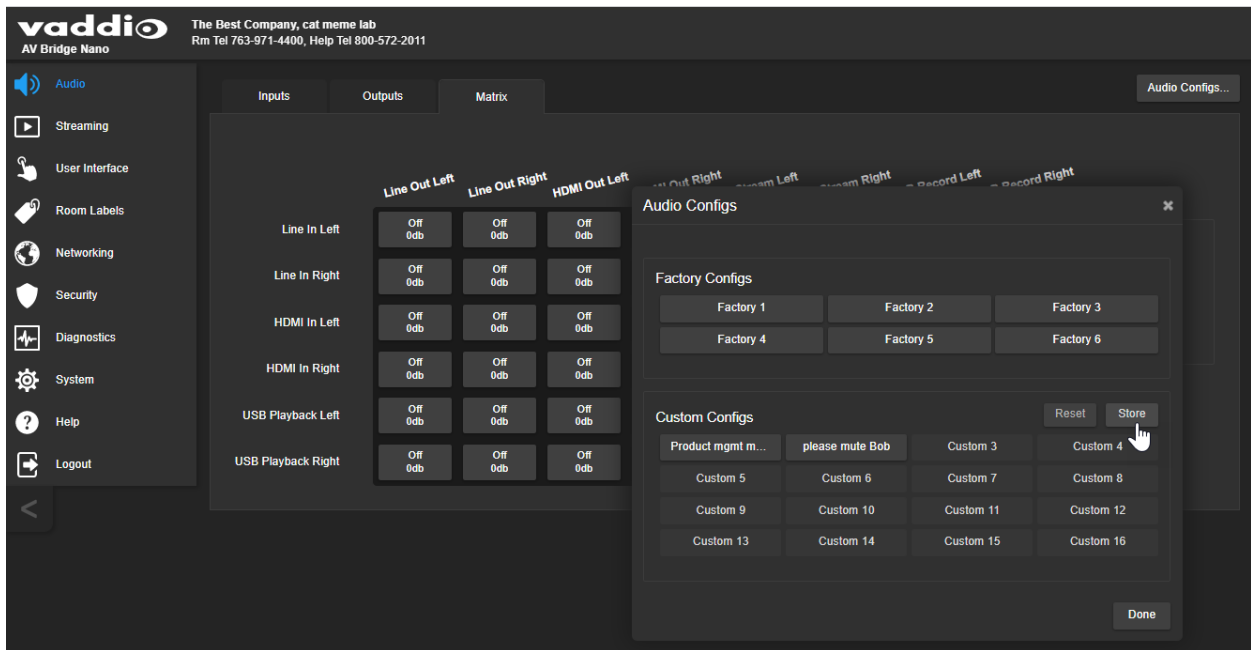 vaddio
AV Bridge Nano
The Best Company, cat meme lab
Rm Tel 763-971-4400, Help Tel 800-572-2011
Audio
Streaming
User Interface
Room Labels
Networking
Security
Diagnostics
System
Help
Logout
<
Inputs Outputs Matrix
Audio Configs...
Line Out Left Line Out Right HDMI Out Left Out Right Left Right Record Left Record Right
Line In Left Off Off Off
0db 0db 0db
Line In Right Off Off Off
0db 0db 0db
HDMI In Left Off Off Off
0db 0db 0db
HDMI In Right Off Off Off
0db 0db 0db
USB Playback Left Off Off Off
0db 0db 0db
USB Playback Right Off Off Off
0db 0db 0db
Audio Configs
Factory Configs
Factory 1 Factory 2 Factory 3
Factory 4 Factory 5 Factory 6
Custom Configs Reset Store
Product mgmt m... please mute Bob Custom 3 Custom 4
Custom 5 Custom 6 Custom 7 Custom 8
Custom 9 Custom 10 Custom 11 Custom 12
Custom 13 Custom 14 Custom 15 Custom 16
Done